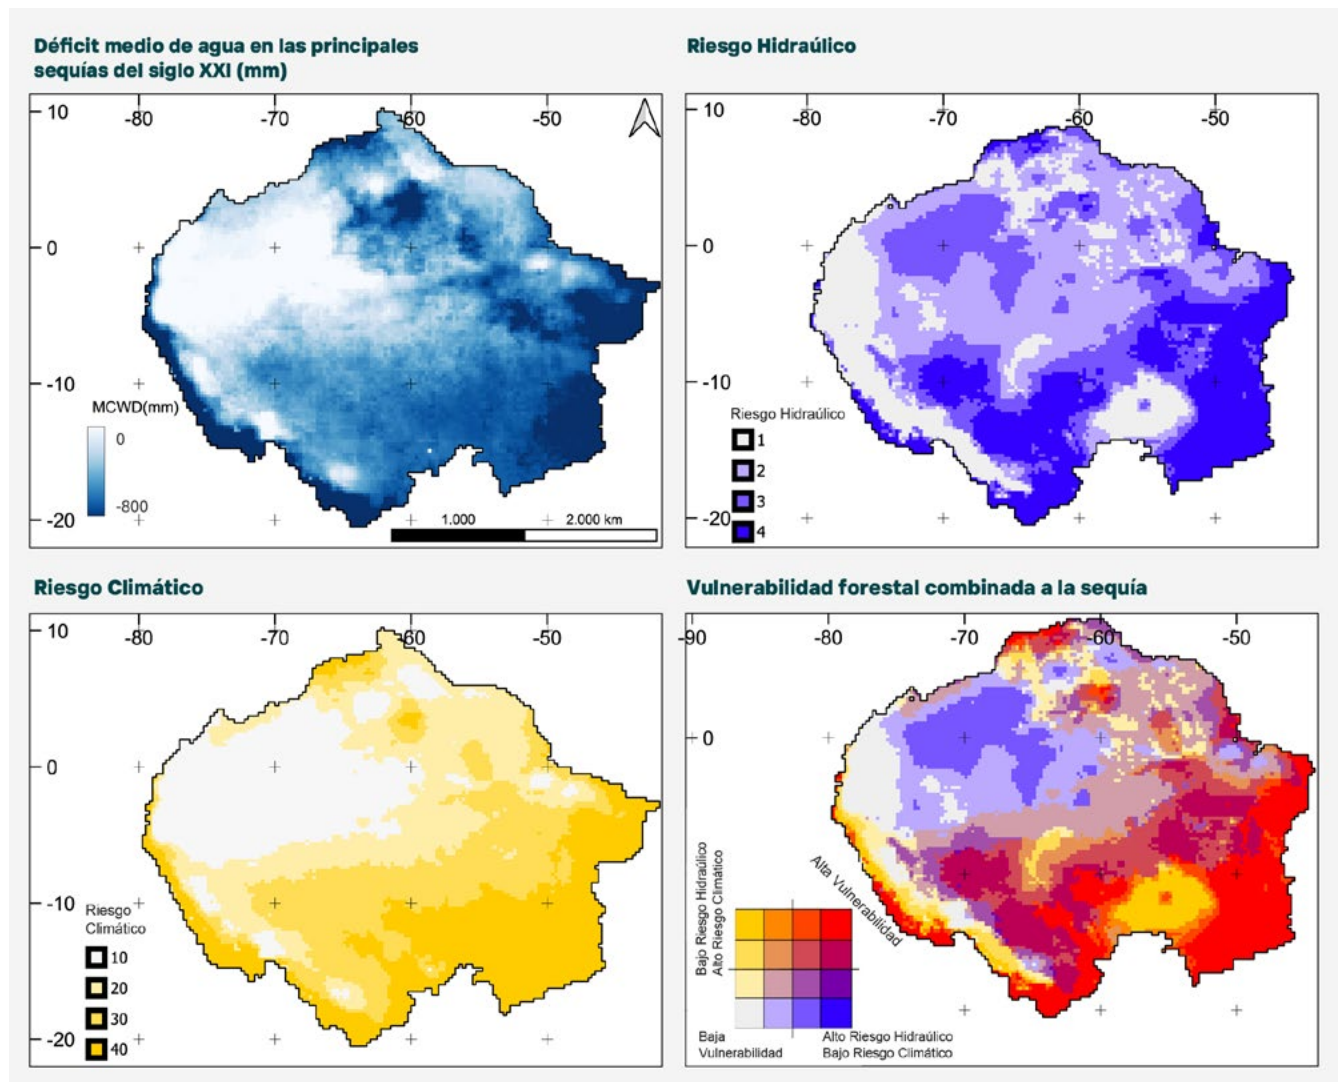 Déficit medio de agua en las principales
sequías del siglo XXI (mm)
10
-80
-70
-60
-50
0
-10
-20
MCWD(mm)
0
-800
1.000
2.000 km
Riesgo Hidraúlico
10
-80
-70
-60
-50
0
-10
-20
Riesgo Hidraúlico
1
2
3
4
Riesgo Climático
10
-80
-70
-60
-50
0
-10
-20
Riesgo
Climático
10
20
30
40
Vulnerabilidad forestal combinada a la sequía
-90
-80
-70
-60
-50
0
Bajo Riesgo Hidraúlico
Alto Riesgo Climático
Alta Vulnerabilidad
Baja
Vulnerabilidad
Alto Riesgo Hidraúlico
Bajo Riesgo Climático